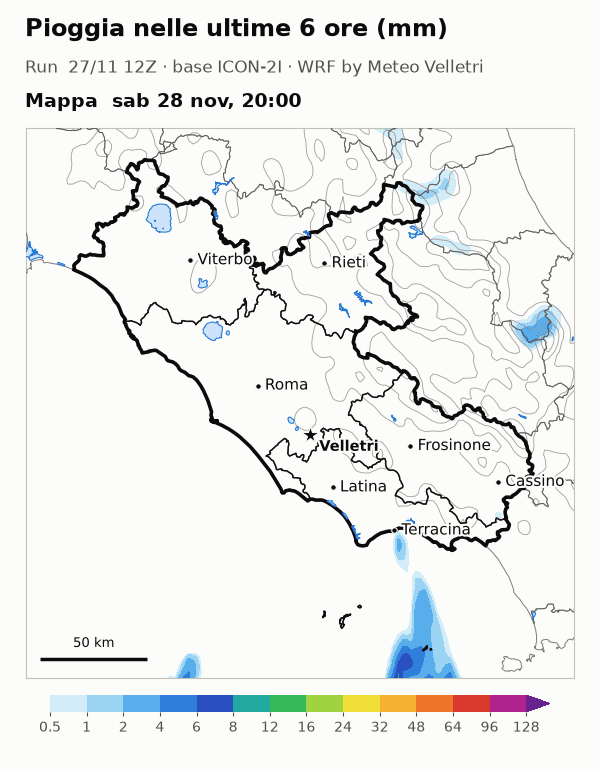 Pioggia nelle ultime 6 ore (mm)
Run 27/11 12Z · base ICON-2I · WRF by Meteo Velletri
Mappa sab 28 nov, 20:00
Viterbo
Rieti
Roma
Velletri
Frosinone
Cassino
Latina
Terracina
50 km
0.5 1 2 4 6 8 12 16 24 32 48 64 96 128